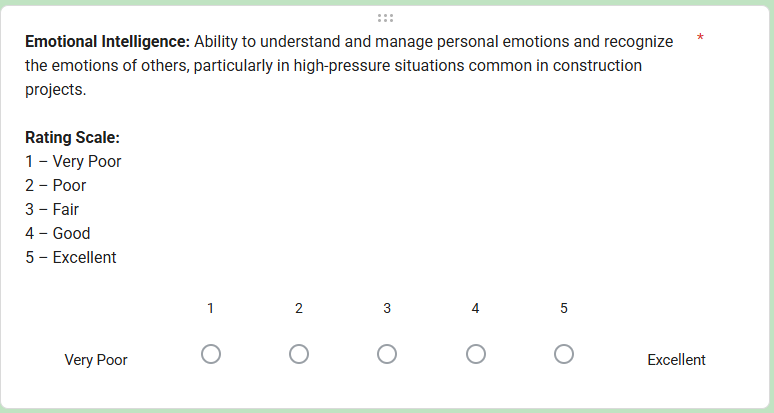 Emotional Intelligence: Ability to understand and manage personal emotions and recognize *
the emotions of others, particularly in high-pressure situations common in construction
projects.
Rating Scale:
1 – Very Poor
2 – Poor
3 – Fair
4 – Good
5 – Excellent
1 2 3 4 5
Very Poor Excellent